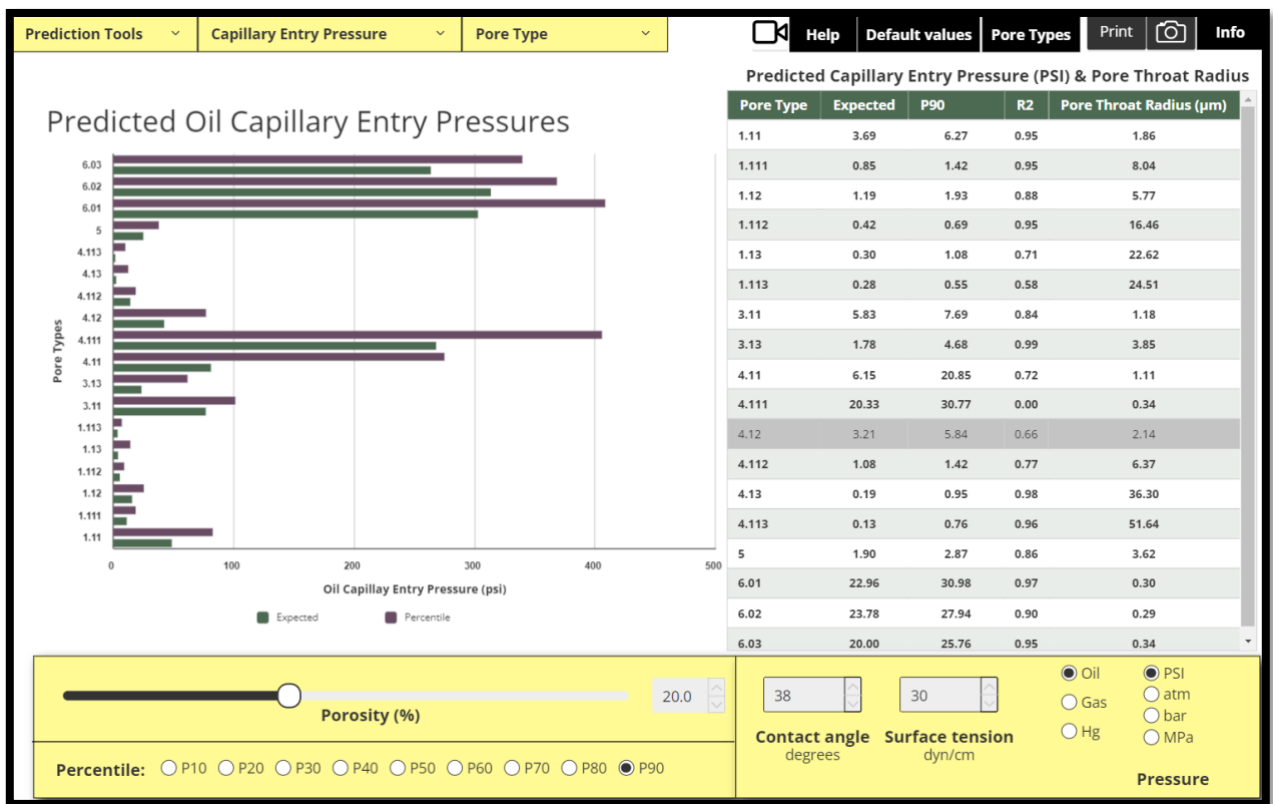 Prediction Tools Capillary Entry Pressure Pore Type Help Default values Pore Types Print Info
Predicted Oil Capillary Entry Pressures
6.03
6.02
6.01
5
4.113
4.13
4.112
4.12
4.111
4.11
3.13
3.11
1.113
1.13
1.112
1.12
1.111
1.11
Pore Types
0 100 200 300 400 500
Oil Capillay Entry Pressure (psi)
Expected Percentile
Predicted Capillary Entry Pressure (PSI) & Pore Throat Radius
Pore Type Expected P90 R2 Pore Throat Radius (µm)
1.11 3.69 6.27 0.95 1.86
1.111 0.85 1.42 0.95 8.04
1.12 1.19 1.93 0.88 5.77
1.112 0.42 0.69 0.95 16.46
1.13 0.30 1.08 0.71 22.62
1.113 0.28 0.55 0.58 24.51
3.11 5.83 7.69 0.84 1.18
3.13 1.78 4.68 0.99 3.85
4.11 6.15 20.85 0.72 1.11
4.111 20.33 30.77 0.00 0.34
4.12 3.21 5.84 0.66 2.14
4.112 1.08 1.42 0.77 6.37
4.13 0.19 0.95 0.98 36.30
4.113 0.13 0.76 0.96 51.64
5 1.90 2.87 0.86 3.62
6.01 22.96 30.98 0.97 0.30
6.02 23.78 27.94 0.90 0.29
6.03 20.00 25.76 0.95 0.34
20.0
Porosity (%)
Percentile: P10 P20 P30 P40 P50 P60 P70 P80 P90
38 30
Contact angle Surface tension
degrees dyn/cm
Oil PSI
Gas atm
Hg bar
MPa
Pressure